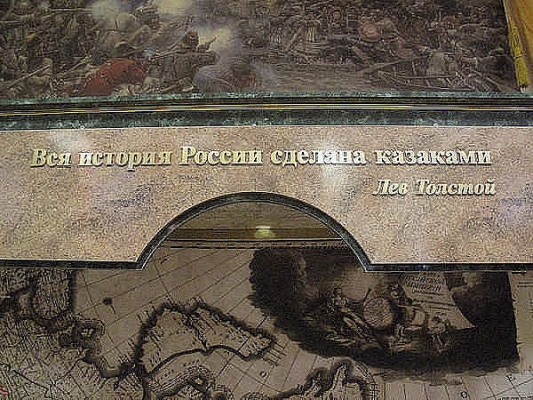 Вся история России сделана казаками
Лев Толстой